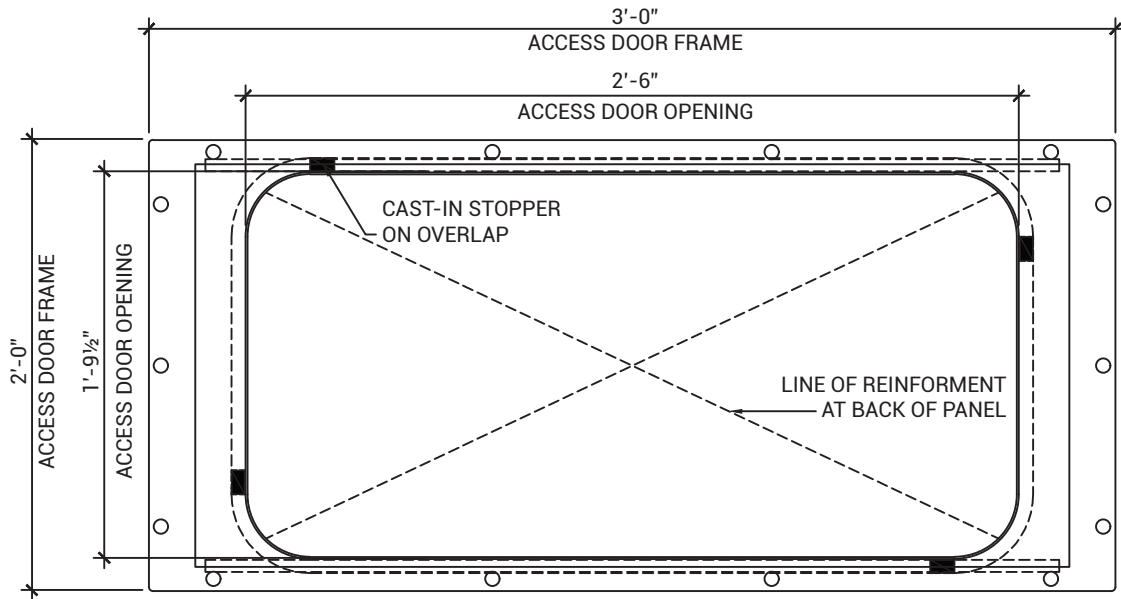 3'-0"
ACCESS DOOR FRAME
2'-6"
ACCESS DOOR OPENING
2'-0"
ACCESS DOOR FRAME
1'-9½"
ACCESS DOOR OPENING
CAST-IN STOPPER
ON OVERLAP
LINE OF REINFORMENT
AT BACK OF PANEL